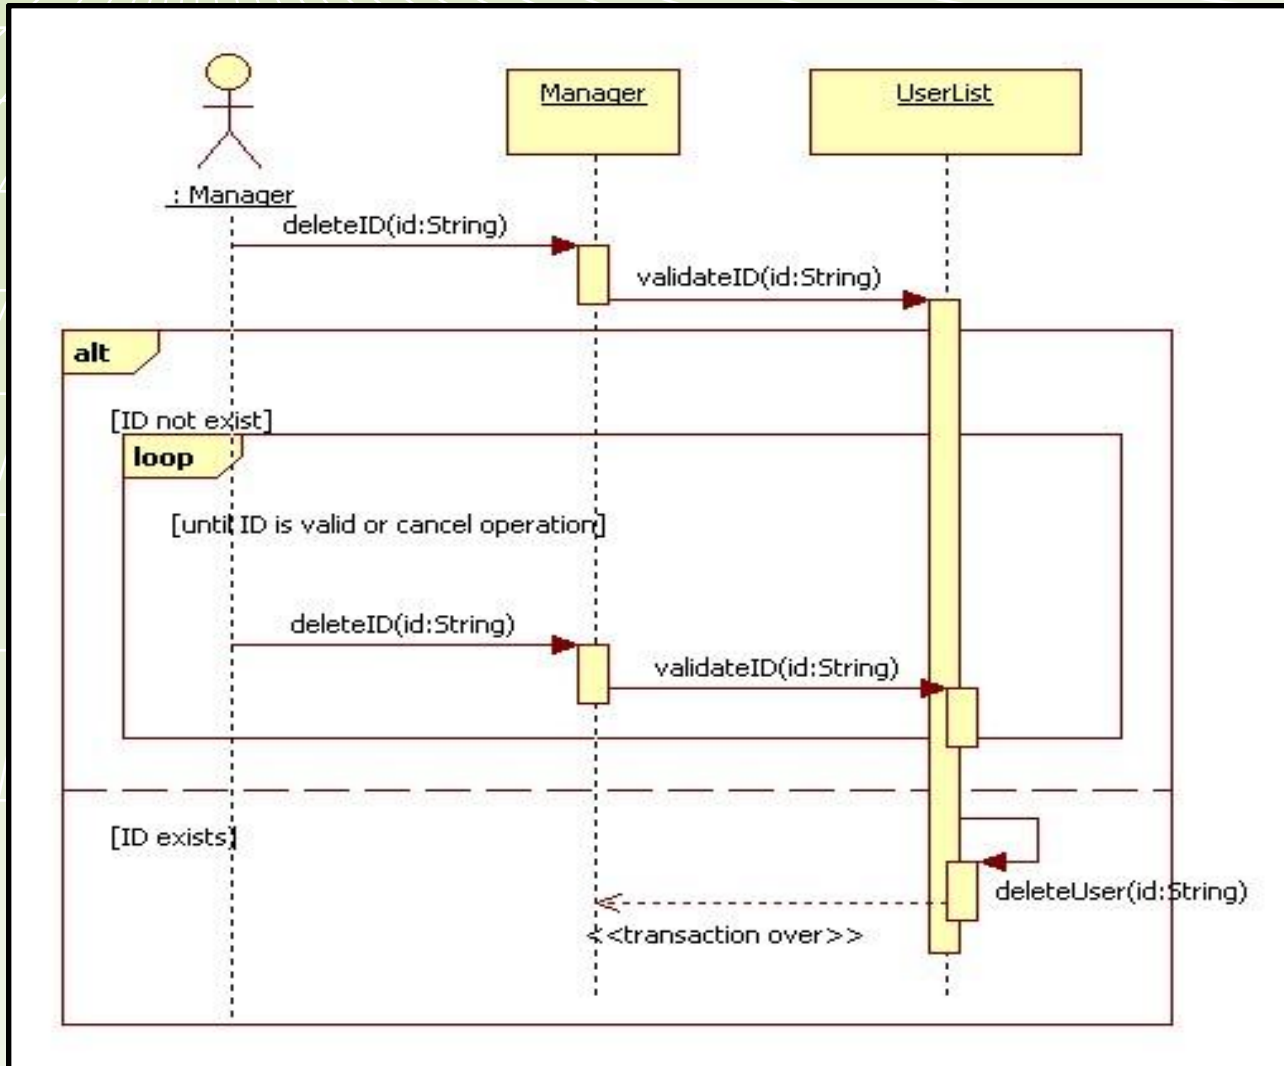 Manager
UserList
: Manager
deleteID(id:String)
validateID(id:String)
alt
[ID not exist]
loop
[until ID is valid or cancel operation]
deleteID(id:String)
validateID(id:String)
[ID exists]
deleteUser(id:String)
<<transaction over>>